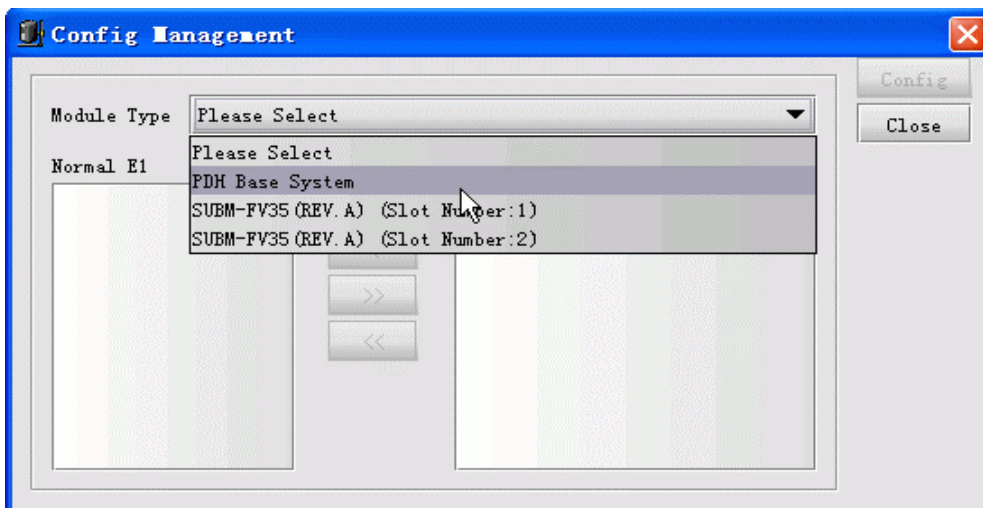 Config Management
Config
Module Type Please Select
Close
Please Select
Normal E1
PDH Base System
SUBM-FV35(REV.A) (Slot Number:1)
SUBM-FV35(REV.A) (Slot Number:2)
>>
<<